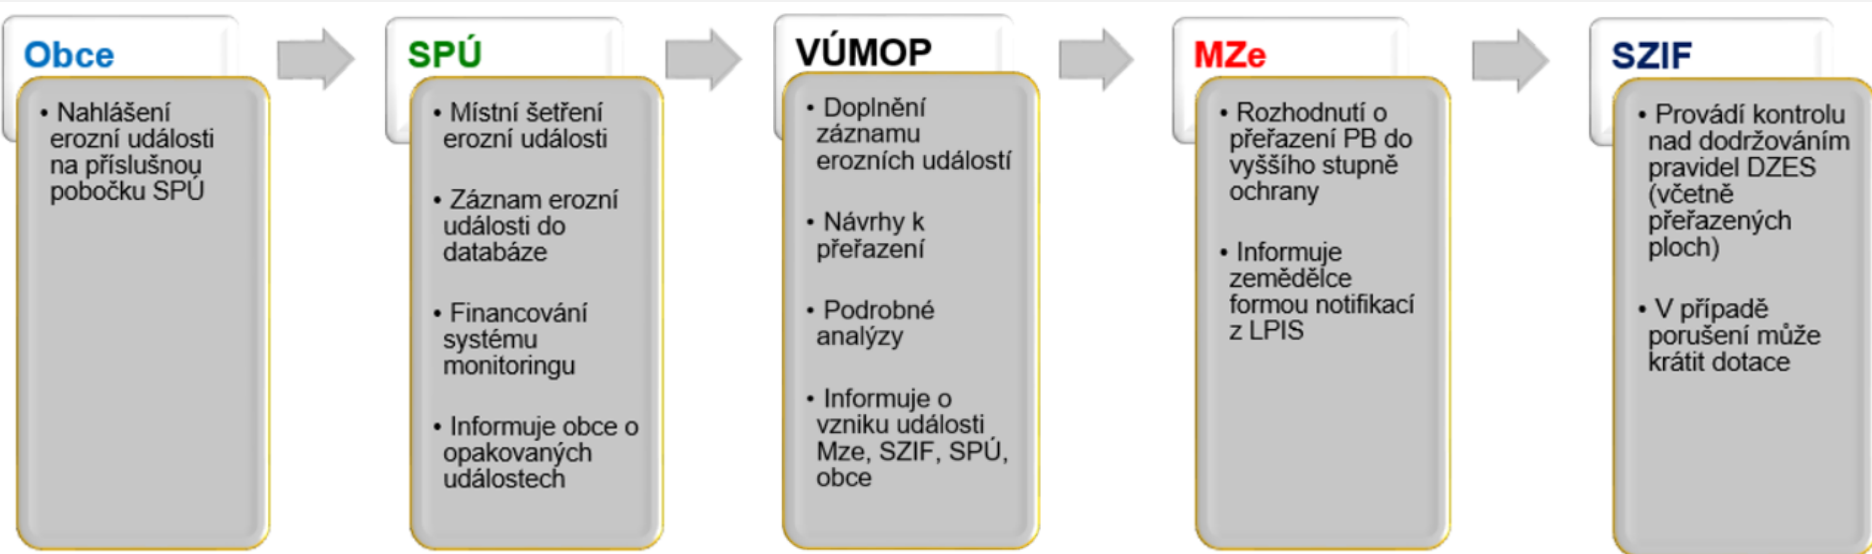 Obce
• Nahlášení
erozní události
na příslušnou
pobočku SPÚ
SPÚ
• Místní šetření
erozní události
• Záznam erozní
události do
databáze
• Financování
systému
monitoringu
• Informuje obce o
opakovaných
událostech
VÚMOP
• Doplnění
záznamu
erozních událostí
• Návrhy k
přeřazení
• Podrobné
analýzy
• Informuje o
vzniku události
Mze, SZIF, SPÚ,
obce
MZe
• Rozhodnutí o
přeřazení PB do
vyššího stupně
ochrany
• Informuje
zemědělce
formou notifikací
z LPIS
SZIF
• Provádí kontrolu
nad dodržováním
pravidel DZES
(včetně
přeřazených
ploch)
• V případě
porušení může
krátit dotace